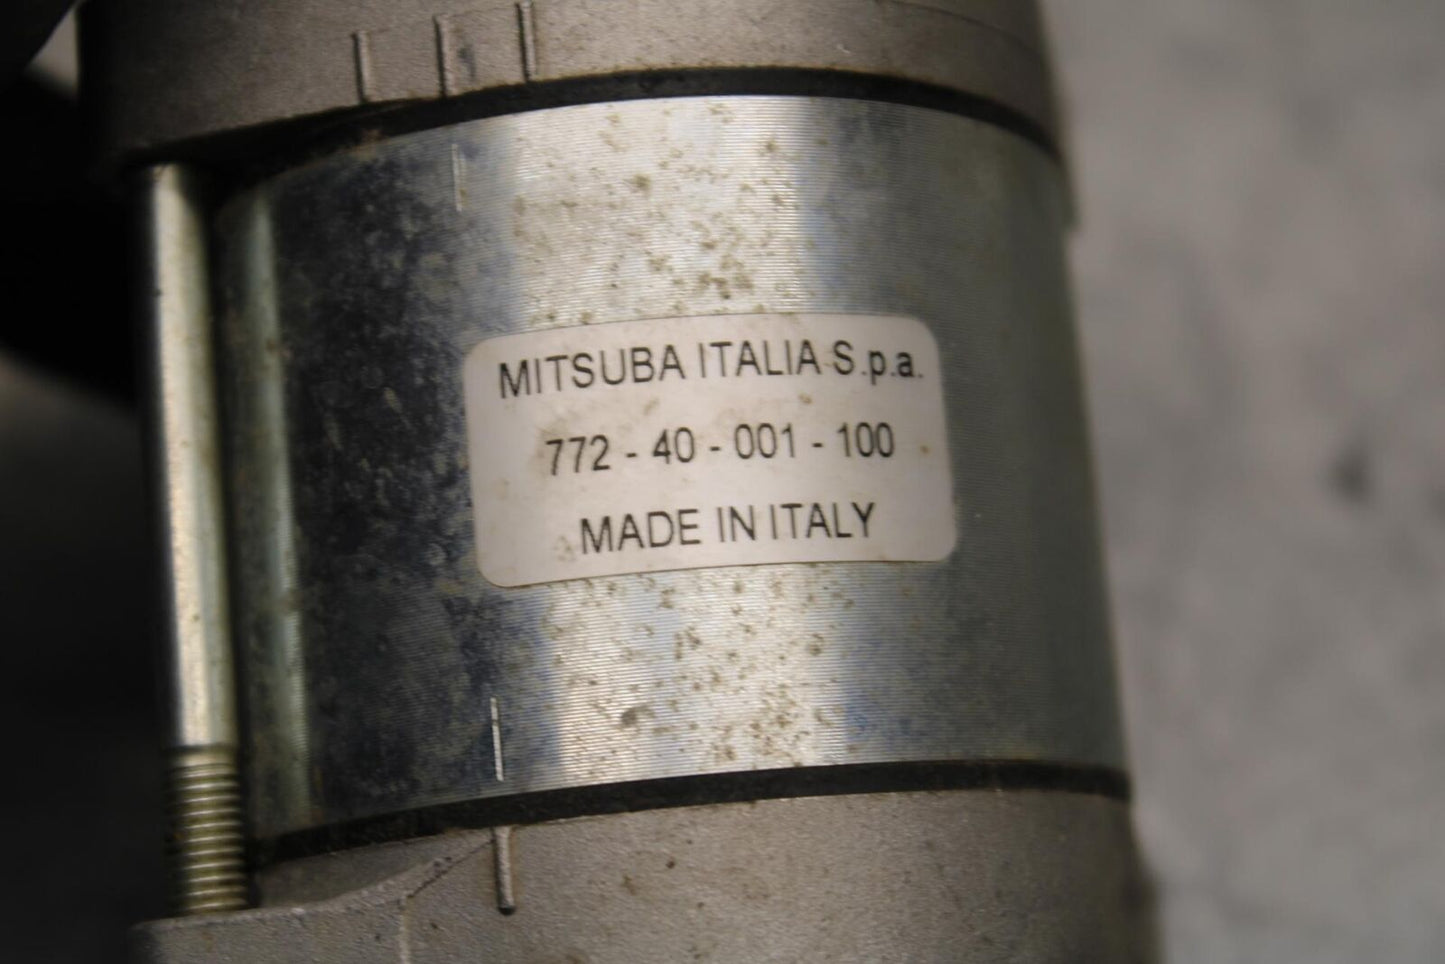 MITSUBA ITALIA S.p.a.
772 - 40 - 001 - 100
MADE IN ITALY